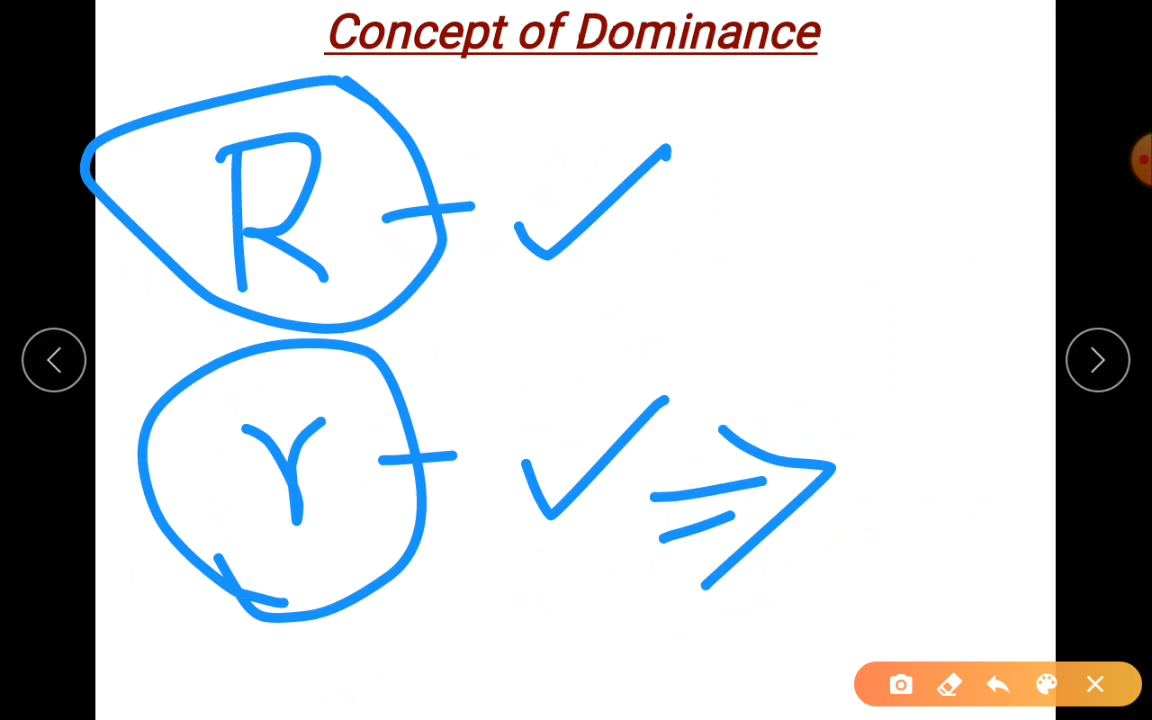 Concept of Dominance
R - ✓
r - ✓ ⇒